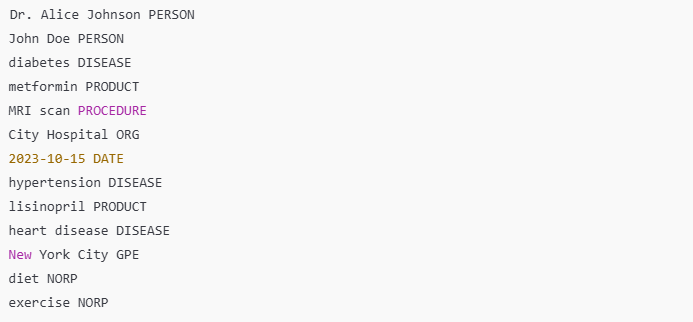 Dr. Alice Johnson PERSON
John Doe PERSON
diabetes DISEASE
metformin PRODUCT
MRI scan PROCEDURE
City Hospital ORG
2023-10-15 DATE
hypertension DISEASE
lisinopril PRODUCT
heart disease DISEASE
New York City GPE
diet NORP
exercise NORP